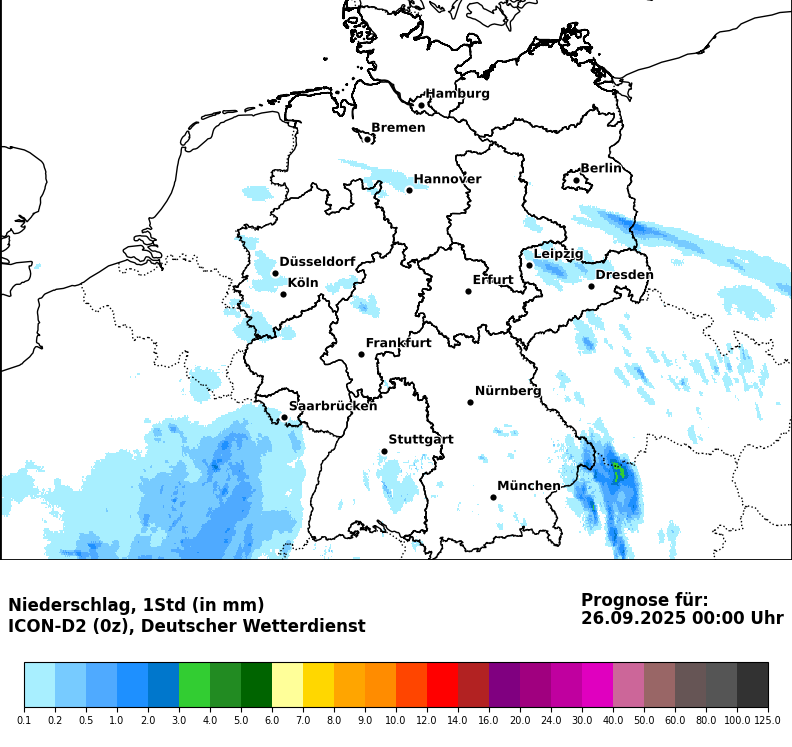 Hamburg
Bremen
Berlin
Hannover
Leipzig
Düsseldorf
Dresden
Köln
Erfurt
Frankfurt
Nürnberg
Saarbrücken
Stuttgart
München
Niederschlag, 1Std (in mm)
ICON-D2 (0z), Deutscher Wetterdienst
Prognose für:
26.09.2025 00:00 Uhr
0.1 0.2 0.5 1.0 2.0 3.0 4.0 5.0 6.0 7.0 8.0 9.0 10.0 12.0 14.0 16.0 20.0 24.0 30.0 40.0 50.0 60.0 80.0 100.0 125.0